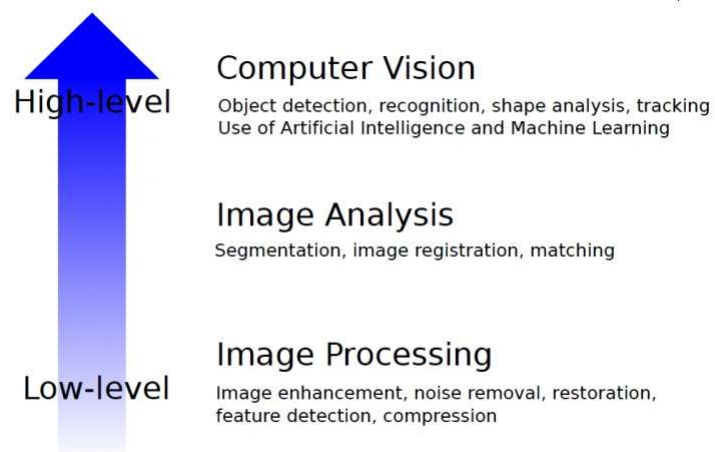 Computer Vision
High-level
Object detection, recognition, shape analysis, tracking
Use of Artificial Intelligence and Machine Learning
Image Analysis
Segmentation, image registration, matching
Image Processing
Low-level
Image enhancement, noise removal, restoration,
feature detection, compression